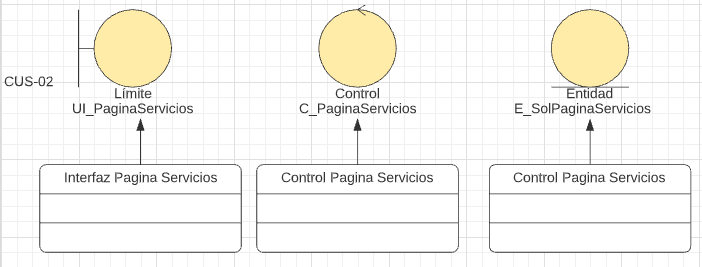 CUS-02
Límite
UI_PaginaServicios
Control
C_PaginaServicios
Entidad
E_SolPaginaServicios
Interfaz Pagina Servicios
Control Pagina Servicios
Control Pagina Servicios